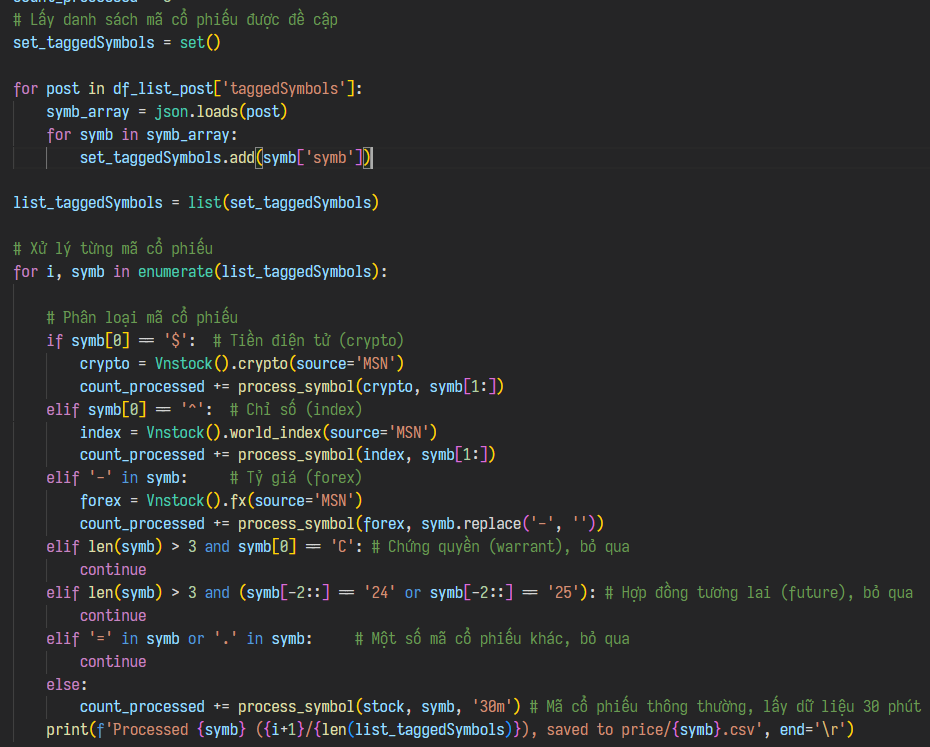 # Lấy danh sách mã cổ phiếu được đề cập
set_taggedSymbols = set()
for post in df_list_post['taggedSymbols']:
    symb_array = json.loads(post)
    for symb in symb_array:
        set_taggedSymbols.add(symb['symb'])
list_taggedSymbols = list(set_taggedSymbols)
# Xử lý từng mã cổ phiếu
for i, symb in enumerate(list_taggedSymbols):
    # Phân loại mã cổ phiếu
    if symb[0] == '$':  # Tiền điện tử (crypto)
        crypto = Vnstock().crypto(source='MSN')
        count_processed += process_symbol(crypto, symb[1:])
    elif symb[0] == '^':  # Chỉ số (index)
        index = Vnstock().world_index(source='MSN')
        count_processed += process_symbol(index, symb[1:])
    elif '-' in symb:     # Tỷ giá (forex)
        forex = Vnstock().fx(source='MSN')
        count_processed += process_symbol(forex, symb.replace('-', ''))
    elif len(symb) > 3 and symb[0] == 'C': # Chứng quyền (warrant), bỏ qua
        continue
    elif len(symb) > 3 and (symb[-2::] == '24' or symb[-2::] == '25'): # Hợp đồng tương lai (future), bỏ qua
        continue
    elif '=' in symb or '.' in symb:     # Một số mã cổ phiếu khác, bỏ qua
        continue
    else:
        count_processed += process_symbol(stock, symb, '30m') # Mã cổ phiếu thông thường, lấy dữ liệu 30 phút
    print(f'Processed {symb} ({i+1}/{len(list_taggedSymbols)}), saved to price/{symb}.csv', end='\r')